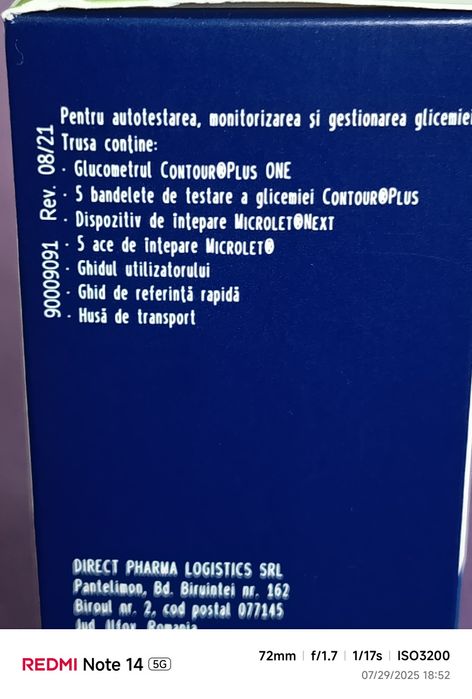 Pentru autotestarea, monitorizarea și gestionarea glicemiei
Trusa conține:
· Glucometrul CONTOUR®PLUS ONE
· 5 bandelete de testare a glicemiei CONTOUR®PLUS
· Dispozitiv de înțepare MICROLET®NEXT
· 5 ace de înțepare MICROLET®
· Ghidul utilizatorului
· Ghid de referință rapidă
· Husă de transport
90009091 Rev. 08/21
DIRECT PHARMA LOGISTICS SRL
Pantelimon, Bd. Biruintei nr. 162
Biroul nr. 2, cod postal 077145
Jud. Ilfov, Romania
REDMI Note 14 5G
72mm | f/1.7 | 1/17s | ISO3200
07/29/2025 18:52